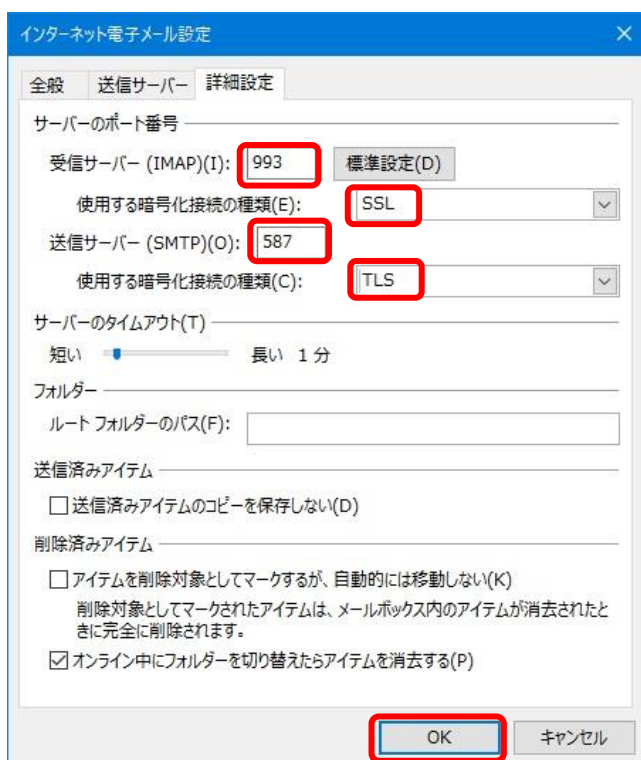 インターネット電子メール設定
全般 送信サーバー 詳細設定
サーバーのポート番号
受信サーバー (IMAP)(I): 993 標準設定(D)
使用する暗号化接続の種類(E): SSL
送信サーバー (SMTP)(O): 587
使用する暗号化接続の種類(C): TLS
サーバーのタイムアウト(T)
短い 長い 1 分
フォルダー
ルート フォルダーのパス(F):
送信済みアイテム
送信済みアイテムのコピーを保存しない(D)
削除済みアイテム
アイテムを削除対象としてマークするが、自動的には移動しない(K)
削除対象としてマークされたアイテムは、メールボックス内のアイテムが消去されたと
きに完全に削除されます。
オンライン中にフォルダーを切り替えたらアイテムを消去する(P)
OK キャンセル